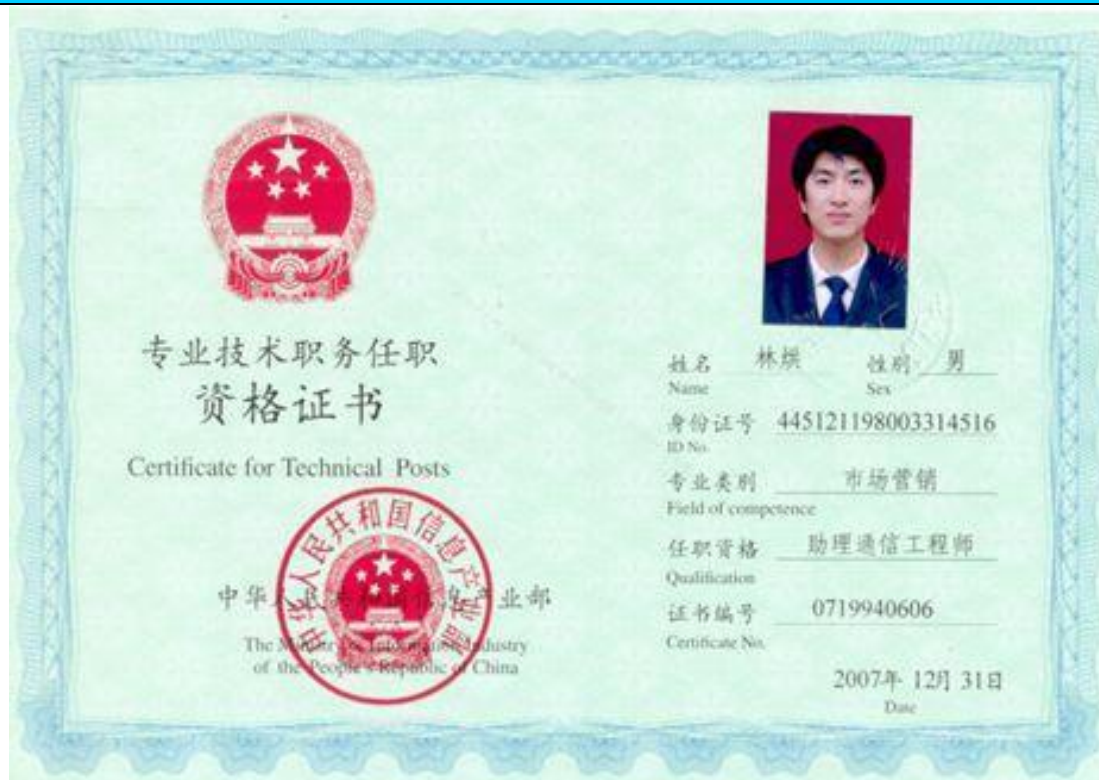 专业技术职务任职
资格证书
Certificate for Technical Posts
中华人民共和国信息产业部
中华人民共和国信息产业部
The Ministry of Information Industry
of the People's Republic of China
姓名 林烘 性别 男
Name Sex
身份证号 445121198003314516
ID No.
专业类别 市场营销
Field of competence
任职资格 助理通信工程师
Qualification
证书编号 0719940606
Certificate No.
2007年 12月 31日
Date